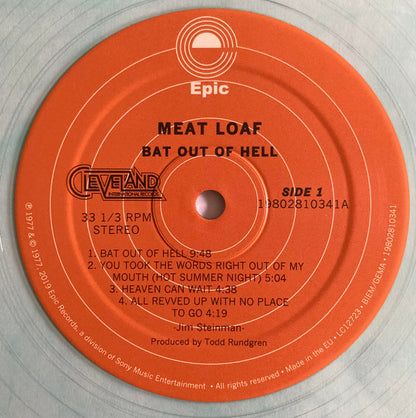 Epic
MEAT LOAF
BAT OUT OF HELL
CLEVELAND
INTERNATIONAL RECORDS
SIDE 1
19802810341A
33 1/3 RPM
STEREO
1. BAT OUT OF HELL 9:48
2. YOU TOOK THE WORDS RIGHT OUT OF MY
MOUTH (HOT SUMMER NIGHT) 5:04
3. HEAVEN CAN WAIT 4:38
4. ALL REVVED UP WITH NO PLACE
TO GO 4:19
-Jim Steinman-
Produced by Todd Rundgren
℗ 1977 & © 1977, 2019 Epic Records, a division of Sony Music Entertainment • All rights reserved • Made in the EU • LC12723 • BIEM/GEMA • 19802810341